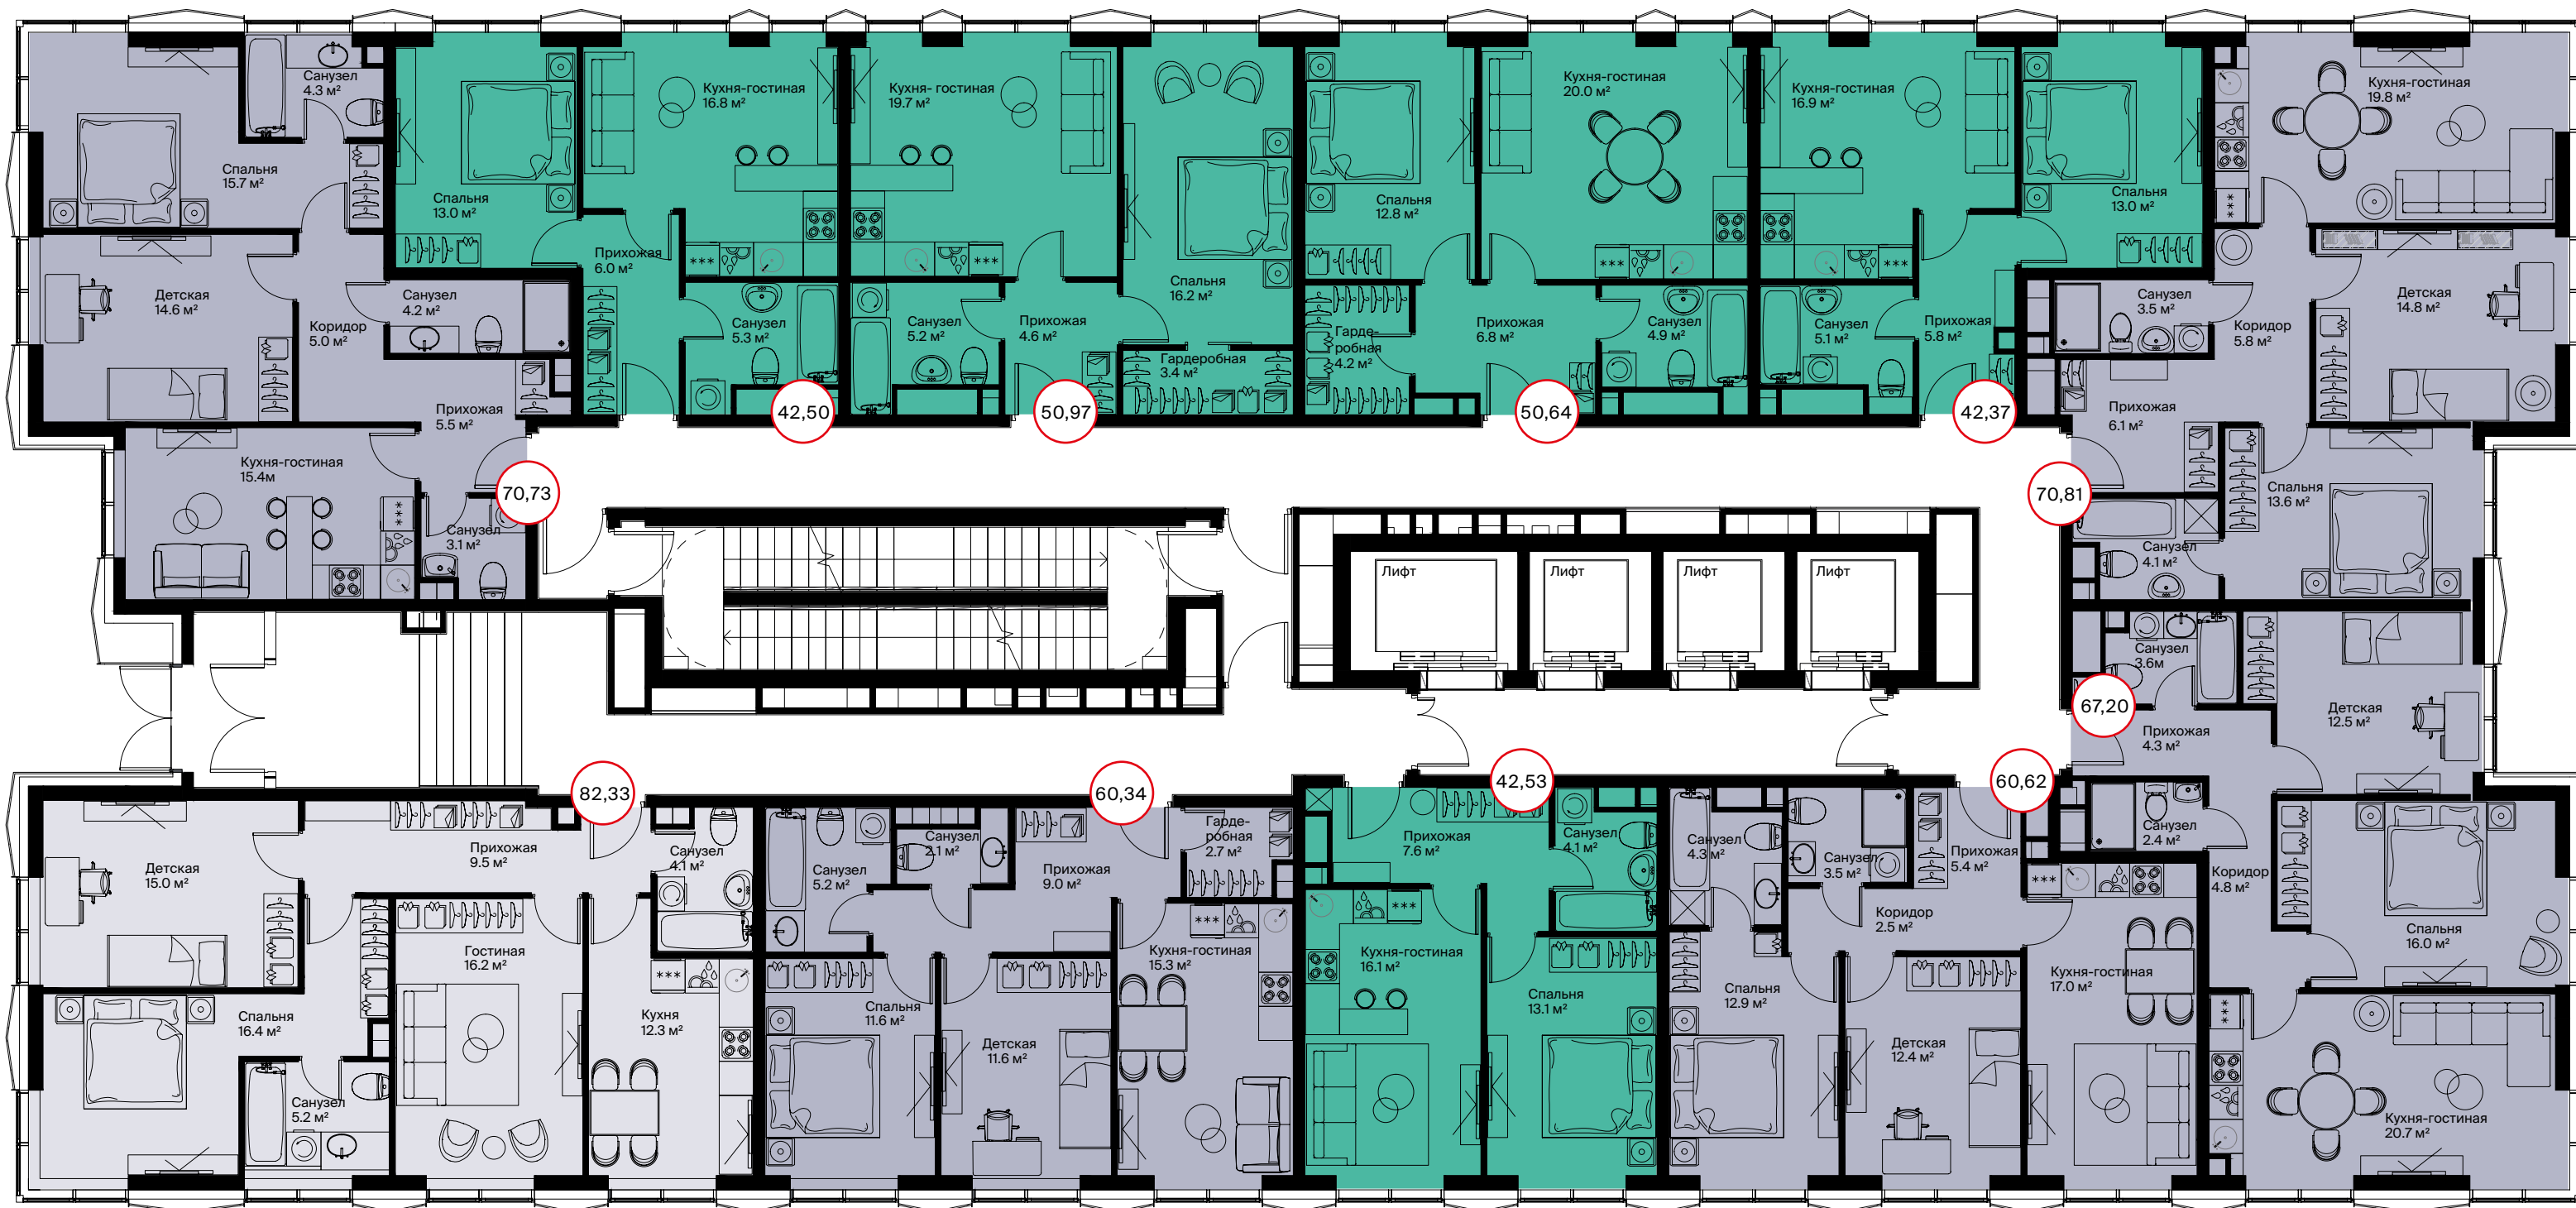 Санузел
4.3 м²
Спальня
15.7 м²
Детская
14.6 м²
Коридор
5.0 м²
Санузел
4.2 м²
Прихожая
5.5 м²
Кухня-гостиная
15.4м
Санузел
3.1 м²
70,73
Спальня
13.0 м²
Кухня-гостиная
16.8 м²
Прихожая
6.0 м²
Санузел
5.3 м²
42,50
Кухня- гостиная
19.7 м²
Спальня
16.2 м²
Санузел
5.2 м²
Прихожая
4.6 м²
Гардеробная
3.4 м²
50,97
Спальня
12.8 м²
Кухня-гостиная
20.0 м²
Гарде-
робная
4.2 м²
Прихожая
6.8 м²
Санузел
4.9 м²
50,64
Кухня-гостиная
16.9 м²
Спальня
13.0 м²
Санузел
5.1 м²
Прихожая
5.8 м²
42,37
Кухня-гостиная
19.8 м²
Детская
14.8 м²
Санузел
3.5 м²
Коридор
5.8 м²
Прихожая
6.1 м²
Спальня
13.6 м²
Санузел
4.1 м²
70,81
Лифт
Лифт
Лифт
Лифт
Санузел
3.6м
Детская
12.5 м²
Прихожая
4.3 м²
67,20
Санузел
2.4 м²
Коридор
4.8 м²
Спальня
16.0 м²
Кухня-гостиная
20.7 м²
82,33
Детская
15.0 м²
Прихожая
9.5 м²
Санузел
4.1 м²
Гостиная
16.2 м²
Спальня
16.4 м²
Кухня
12.3 м²
Санузел
5.2 м²
60,34
Санузел
5.2 м²
Санузел
2.1 м²
Прихожая
9.0 м²
Гарде-
робная
2.7 м²
Кухня-гостиная
15.3 м²
Спальня
11.6 м²
Детская
11.6 м²
42,53
Прихожая
7.6 м²
Санузел
4.1 м²
Кухня-гостиная
16.1 м²
Спальня
13.1 м²
60,62
Санузел
4.3 м²
Санузел
3.5 м²
Прихожая
5.4 м²
Коридор
2.5 м²
Спальня
12.9 м²
Детская
12.4 м²
Кухня-гостиная
17.0 м²